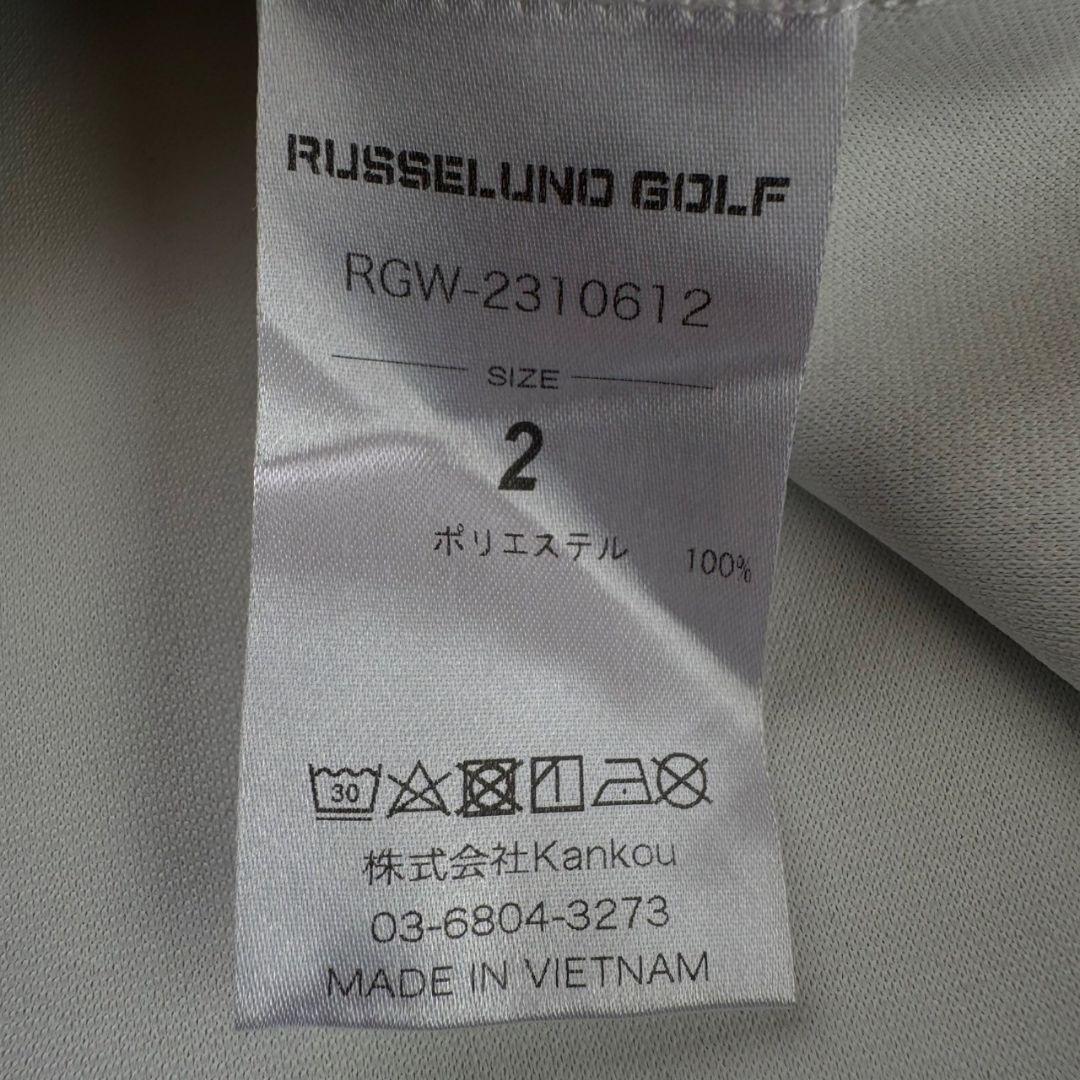 RUSSELUNO GOLF
RGW-2310612
SIZE
2
ポリエステル 100%
30
株式会社Kankou
03-6804-3273
MADE IN VIETNAM